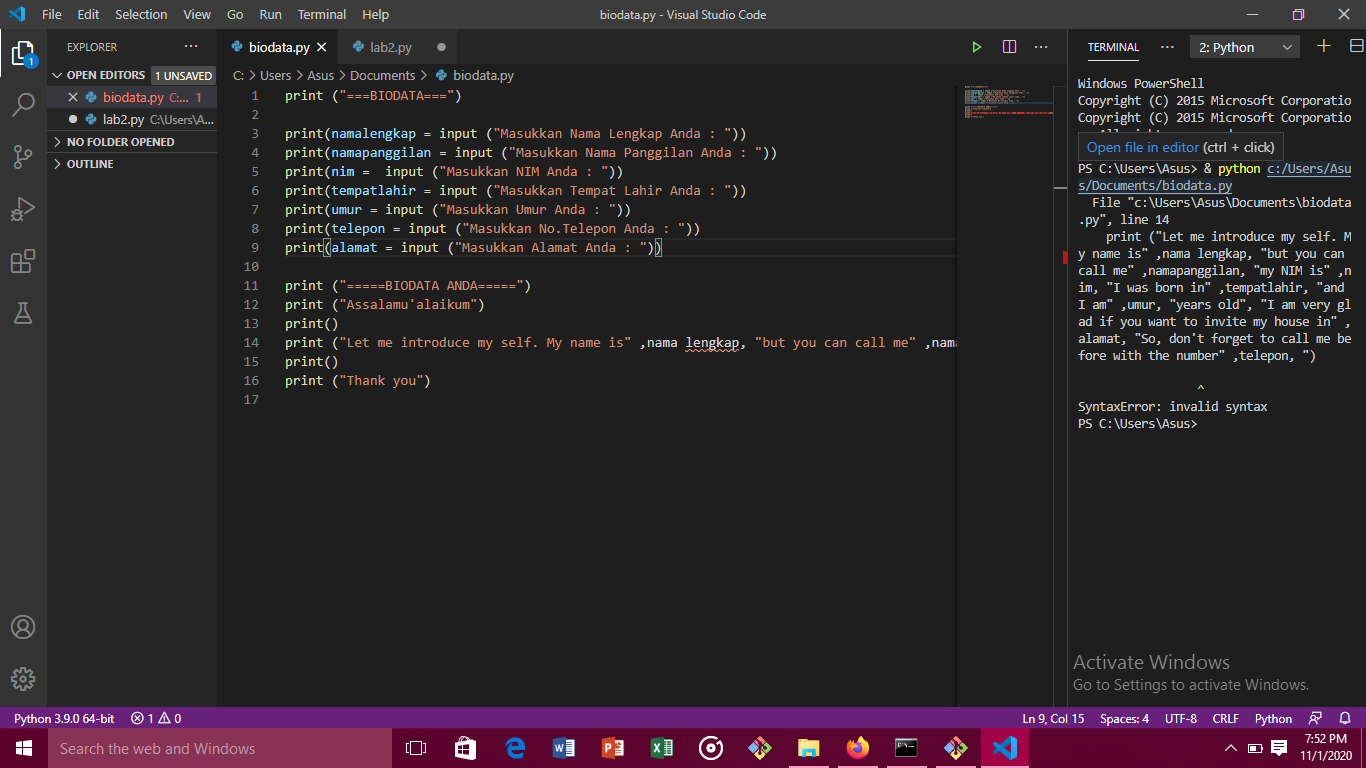 File Edit Selection View Go Run Terminal Help
biodata.py - Visual Studio Code
EXPLORER
OPEN EDITORS 1 UNSAVED
biodata.py C:... 1
lab2.py C:\Users\A...
NO FOLDER OPENED
OUTLINE
1
biodata.py
lab2.py
C: > Users > Asus > Documents > biodata.py
1 print ("===BIODATA===")
2
3 print(namalengkap = input ("Masukkan Nama Lengkap Anda : "))
4 print(namapanggilan = input ("Masukkan Nama Panggilan Anda : "))
5 print(nim =  input ("Masukkan NIM Anda : "))
6 print(tempatlahir = input ("Masukkan Tempat Lahir Anda : "))
7 print(umur = input ("Masukkan Umur Anda : "))
8 print(telepon = input ("Masukkan No.Telepon Anda : "))
9 print(alamat = input ("Masukkan Alamat Anda : "))
10
11 print ("=====BIODATA ANDA=====")
12 print ("Assalamu'alaikum")
13 print()
14 print ("Let me introduce my self. My name is" ,nama lengkap, "but you can call me" ,nama
15 print()
16 print ("Thank you")
17
TERMINAL
2: Python
Windows PowerShell
Copyright (C) 2015 Microsoft Corporatio
Copyright (C) 2015 Microsoft Corporatio
Open file in editor (ctrl + click)
PS C:\Users\Asus> & python c:/Users/Asu
s/Documents/biodata.py
File "c:\Users\Asus\Documents\biodata
.py", line 14
print ("Let me introduce my self. M
y name is" ,nama lengkap, "but you can
call me" ,namapanggilan, "my NIM is" ,n
im, "I was born in" ,tempatlahir, "and
I am" ,umur, "years old", "I am very gl
ad if you want to invite my house in" ,
alamat, "So, don't forget to call me be
fore with the number" ,telepon, ")
^
SyntaxError: invalid syntax
PS C:\Users\Asus>
Activate Windows
Go to Settings to activate Windows.
Python 3.9.0 64-bit 1 0
Ln 9, Col 15 Spaces: 4 UTF-8 CRLF Python
Search the web and Windows
7:52 PM
11/1/2020